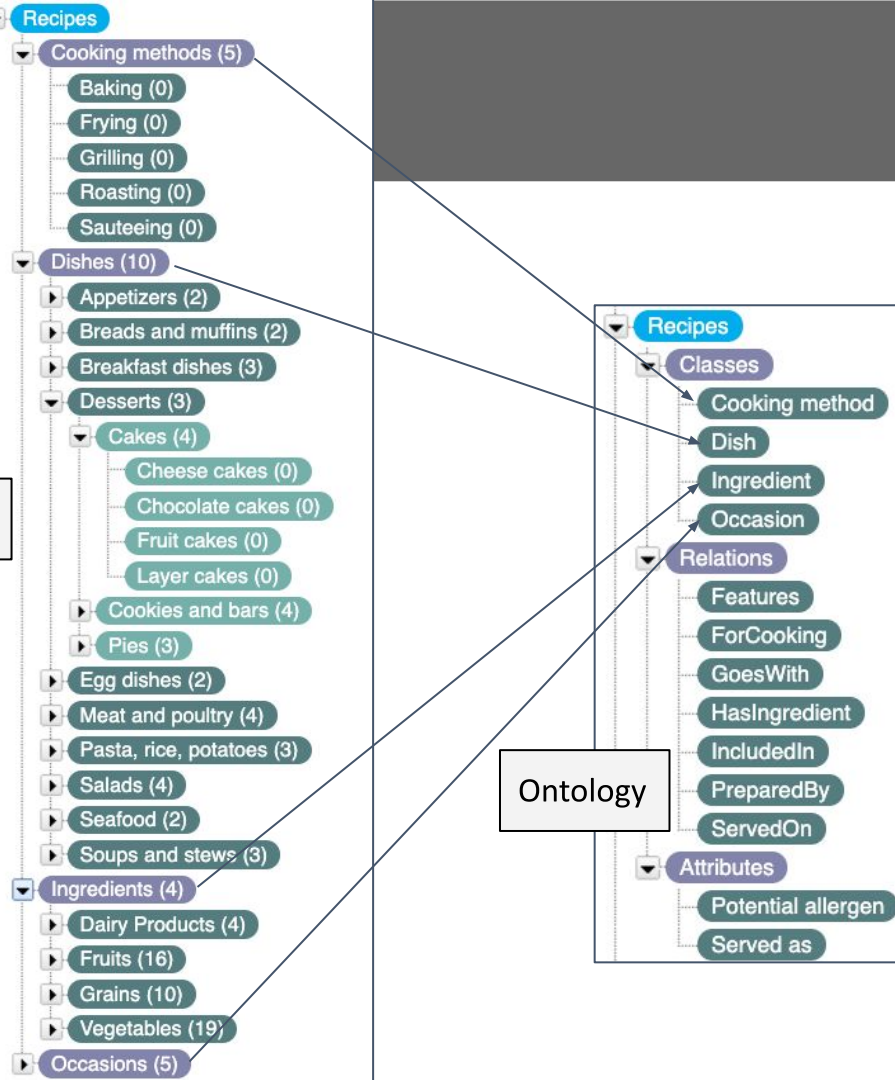 Recipes
Cooking methods (5)
Baking (0)
Frying (0)
Grilling (0)
Roasting (0)
Sauteeing (0)
Dishes (10)
Appetizers (2)
Breads and muffins (2)
Breakfast dishes (3)
Desserts (3)
Cakes (4)
Cheese cakes (0)
Chocolate cakes (0)
Fruit cakes (0)
Layer cakes (0)
Cookies and bars (4)
Pies (3)
Egg dishes (2)
Meat and poultry (4)
Pasta, rice, potatoes (3)
Salads (4)
Seafood (2)
Soups and stews (3)
Ingredients (4)
Dairy Products (4)
Fruits (16)
Grains (10)
Vegetables (19)
Occasions (5)
Recipes
Classes
Cooking method
Dish
Ingredient
Occasion
Relations
Features
ForCooking
GoesWith
HasIngredient
IncludedIn
PreparedBy
ServedOn
Attributes
Potential allergen
Served as
Ontology